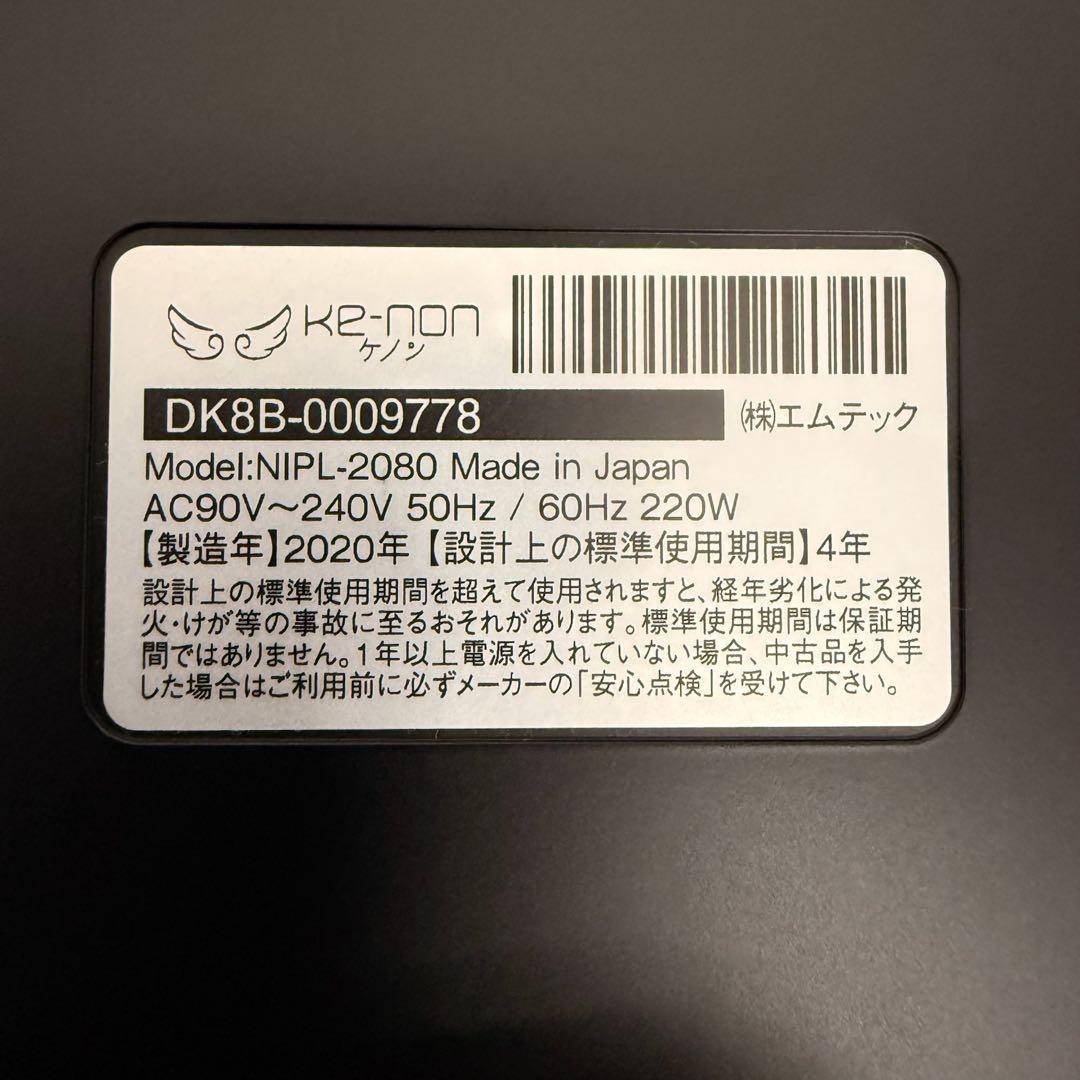 Ke-non
ケノン
DK8B-0009778
㈱エムテック
Model:NIPL-2080 Made in Japan
AC90V～240V 50Hz / 60Hz 220W
【製造年】2020年 【設計上の標準使用期間】4年
設計上の標準使用期間を超えて使用されますと、経年劣化による発
火・けが等の事故に至るおそれがあります。標準使用期間は保証期
間ではありません。1年以上電源を入れていない場合、中古品を入手
した場合はご利用前に必ずメーカーの「安心点検」を受けて下さい。